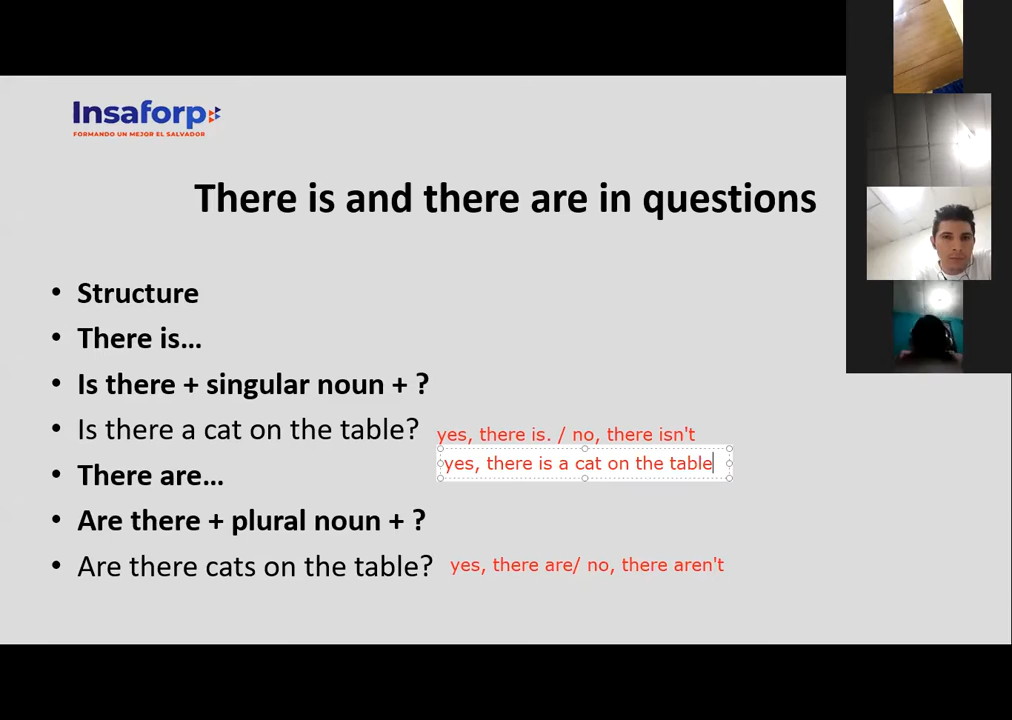 Insaforp
FORMANDO UN MEJOR EL SALVADOR
There is and there are in questions
• Structure
• There is...
• Is there + singular noun + ?
• Is there a cat on the table? yes, there is. / no, there isn't
yes, there is a cat on the table
• There are...
• Are there + plural noun + ?
• Are there cats on the table? yes, there are/ no, there aren't